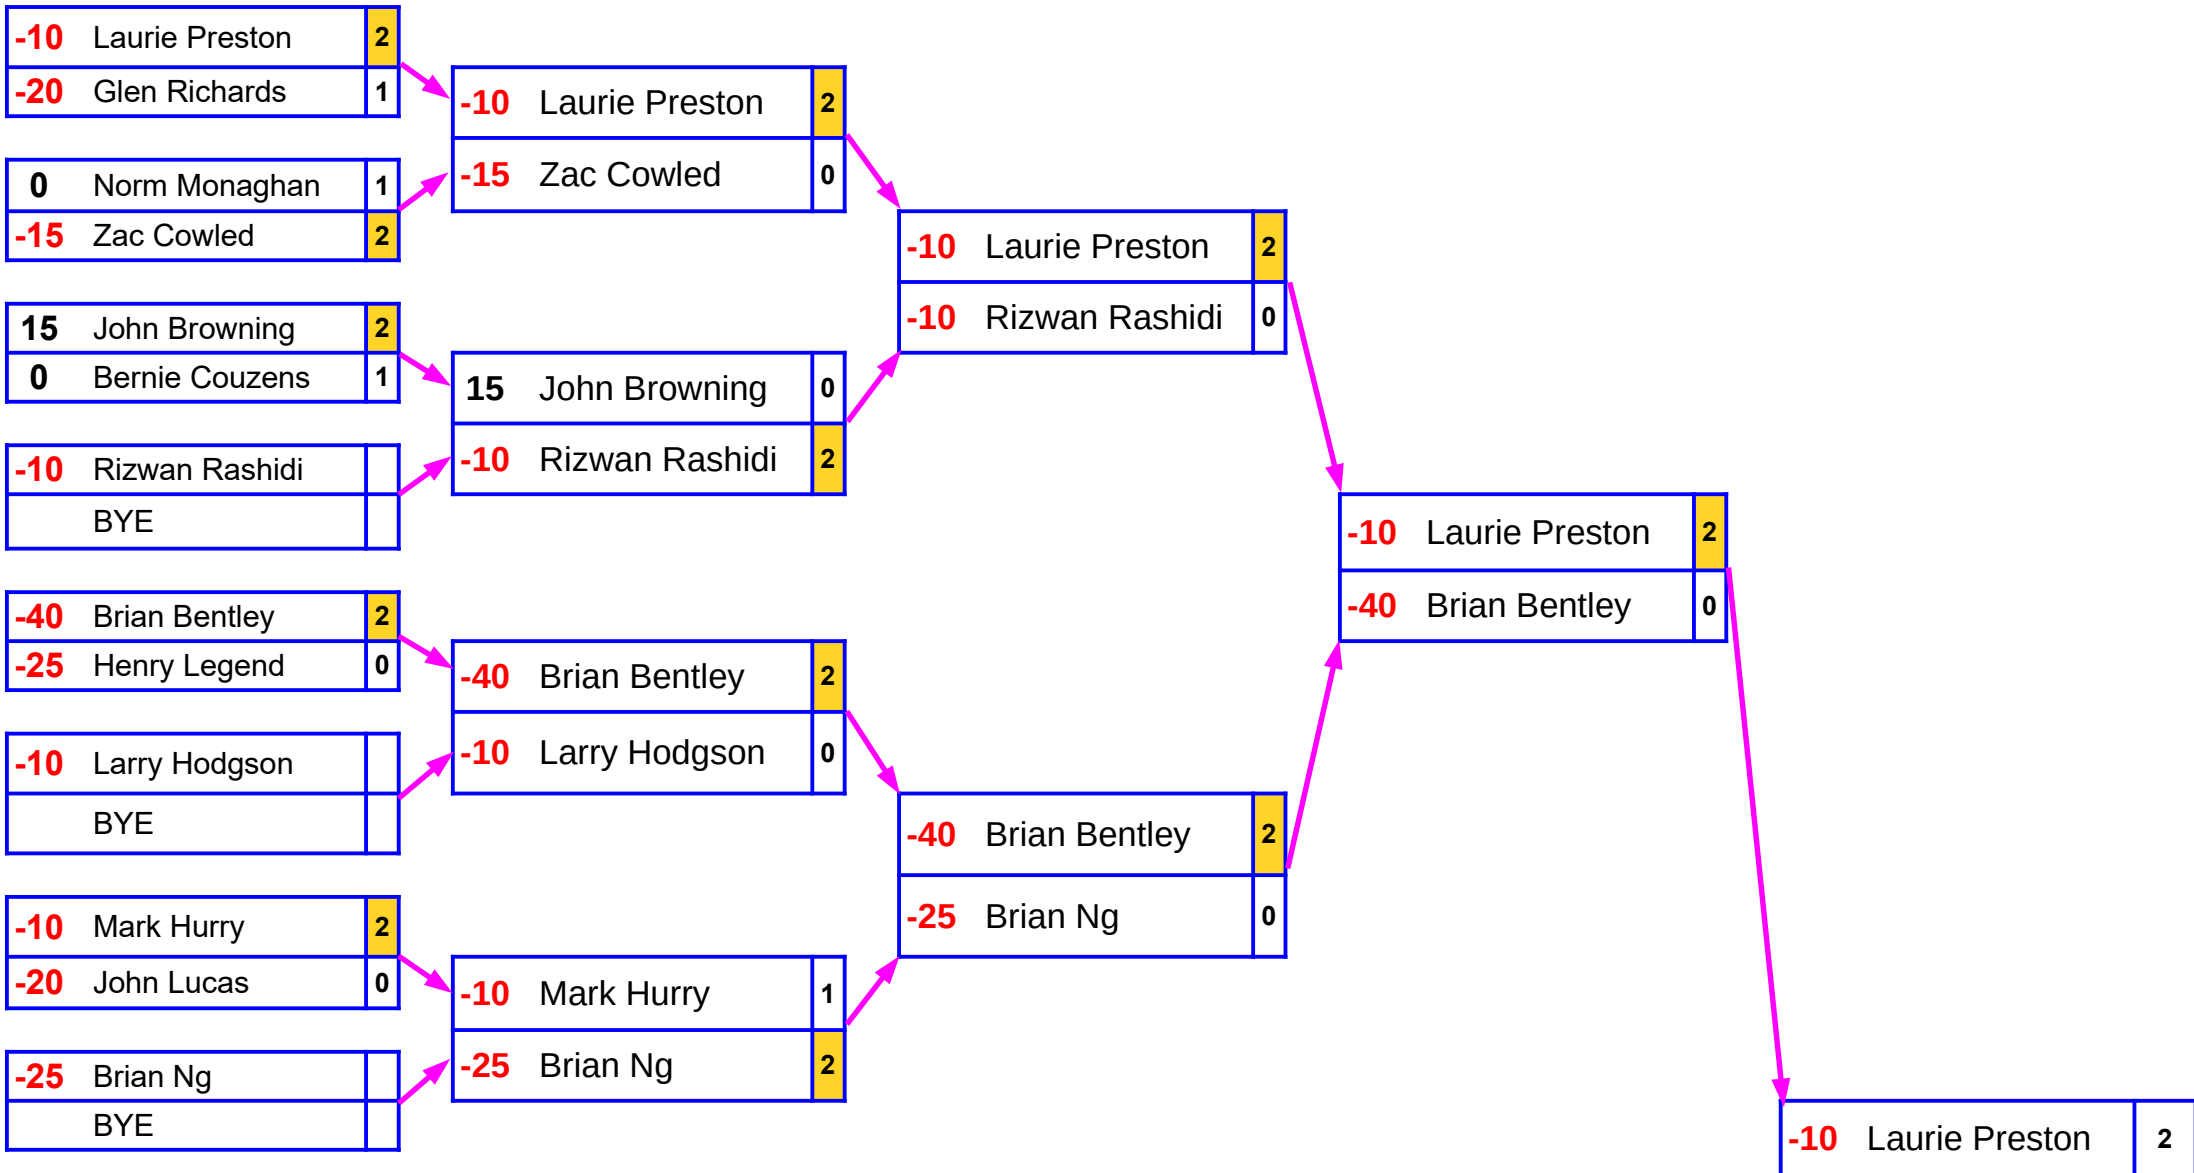 -10 Laurie Preston 2
-20 Glen Richards 1
0 Norm Monaghan 1
-15 Zac Cowled 2
15 John Browning 2
0 Bernie Couzens 1
-10 Rizwan Rashidi
BYE
-40 Brian Bentley 2
-25 Henry Legend 0
-10 Larry Hodgson
BYE
-10 Mark Hurry 2
-20 John Lucas 0
-25 Brian Ng
BYE
-10 Laurie Preston 2
-15 Zac Cowled 0
15 John Browning 0
-10 Rizwan Rashidi 2
-40 Brian Bentley 2
-10 Larry Hodgson 0
-10 Mark Hurry 1
-25 Brian Ng 2
-10 Laurie Preston 2
-10 Rizwan Rashidi 0
-40 Brian Bentley 2
-25 Brian Ng 0
-10 Laurie Preston 2
-40 Brian Bentley 0
-10 Laurie Preston 2